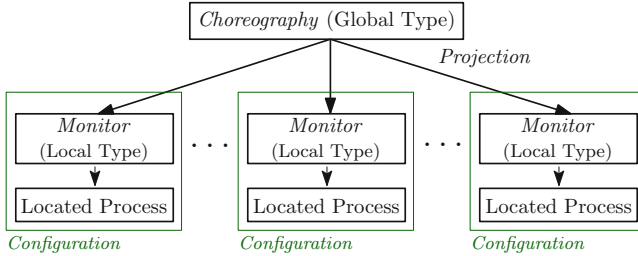 Choreography (Global Type)
Projection
Monitor
(Local Type)
Located Process
Configuration
. . .
Monitor
(Local Type)
Located Process
Configuration
. . .
Monitor
(Local Type)
Located Process
Configuration